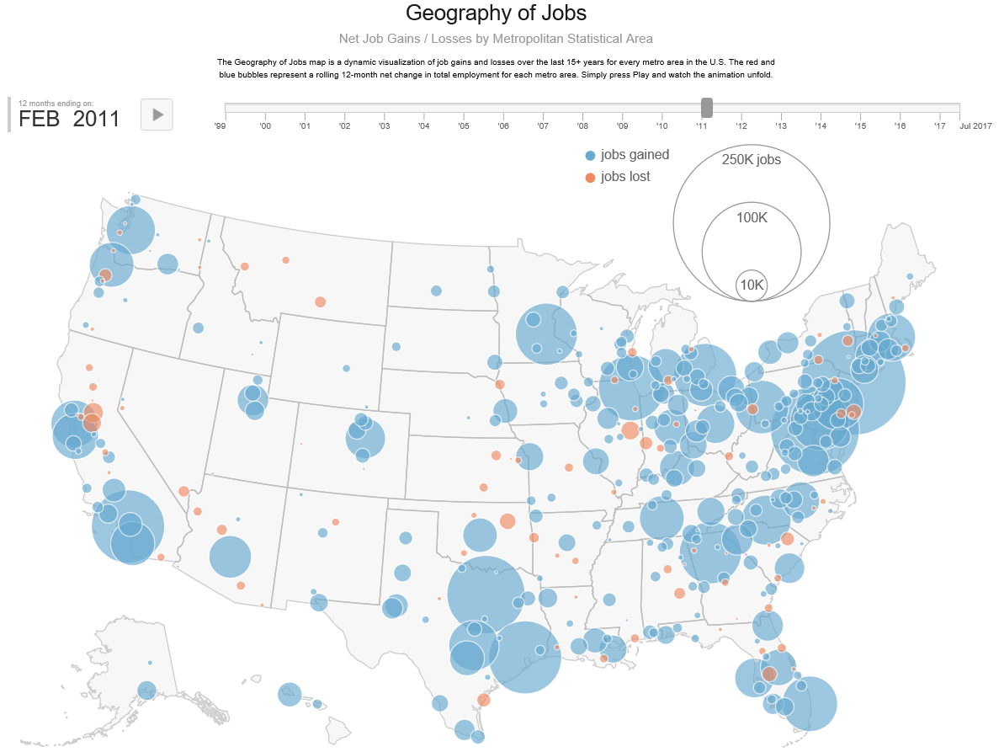 Geography of Jobs
Net Job Gains / Losses by Metropolitan Statistical Area
The Geography of Jobs map is a dynamic visualization of job gains and losses over the last 15+ years for every metro area in the U.S. The red and
blue bubbles represent a rolling 12-month net change in total employment for each metro area. Simply press Play and watch the animation unfold.
12 months ending on:
FEB 2011
'99 '00 '01 '02 '03 '04 '05 '06 '07 '08 '09 '10 '11 '12 '13 '14 '15 '16 '17 Jul 2017
jobs gained
jobs lost
250K jobs
100K
10K